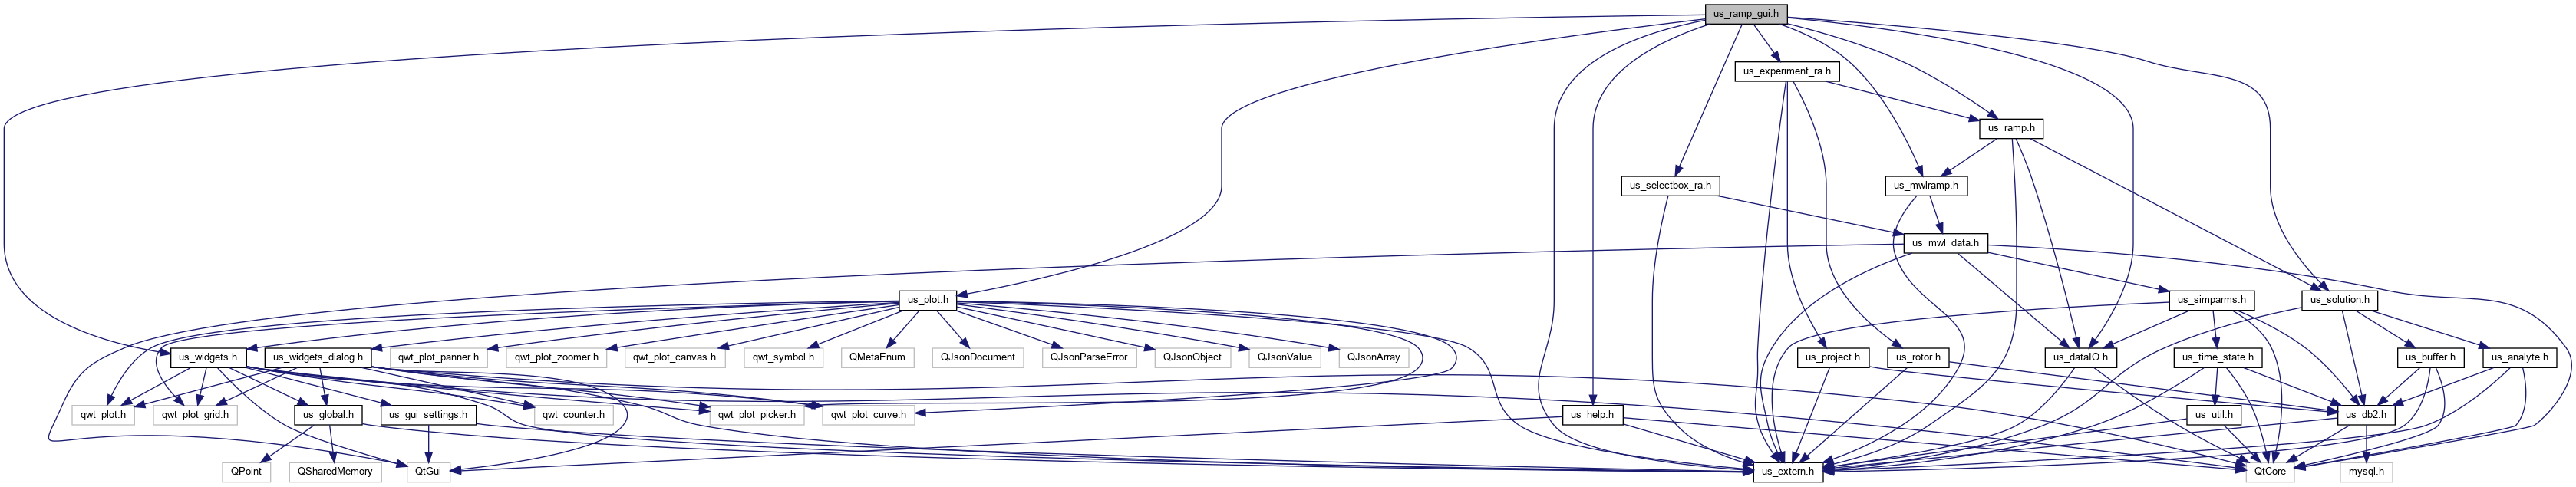 us_ramp_gui.h
us_experiment_ra.h
us_ramp.h
us_selectbox_ra.h
us_mwlramp.h
us_mwl_data.h
us_plot.h
us_simparms.h
us_solution.h
us_widgets.h
us_widgets_dialog.h
qwt_plot_panner.h
qwt_plot_zoomer.h
qwt_plot_canvas.h
qwt_symbol.h
QMetaEnum
QJsonDocument
QJsonParseError
QJsonObject
QJsonValue
QJsonArray
us_project.h
us_rotor.h
us_dataIO.h
us_time_state.h
us_buffer.h
us_analyte.h
qwt_plot.h
qwt_plot_grid.h
us_global.h
us_gui_settings.h
qwt_counter.h
qwt_plot_picker.h
qwt_plot_curve.h
us_help.h
us_util.h
us_db2.h
QPoint
QSharedMemory
QtGui
us_extern.h
QtCore
mysql.h